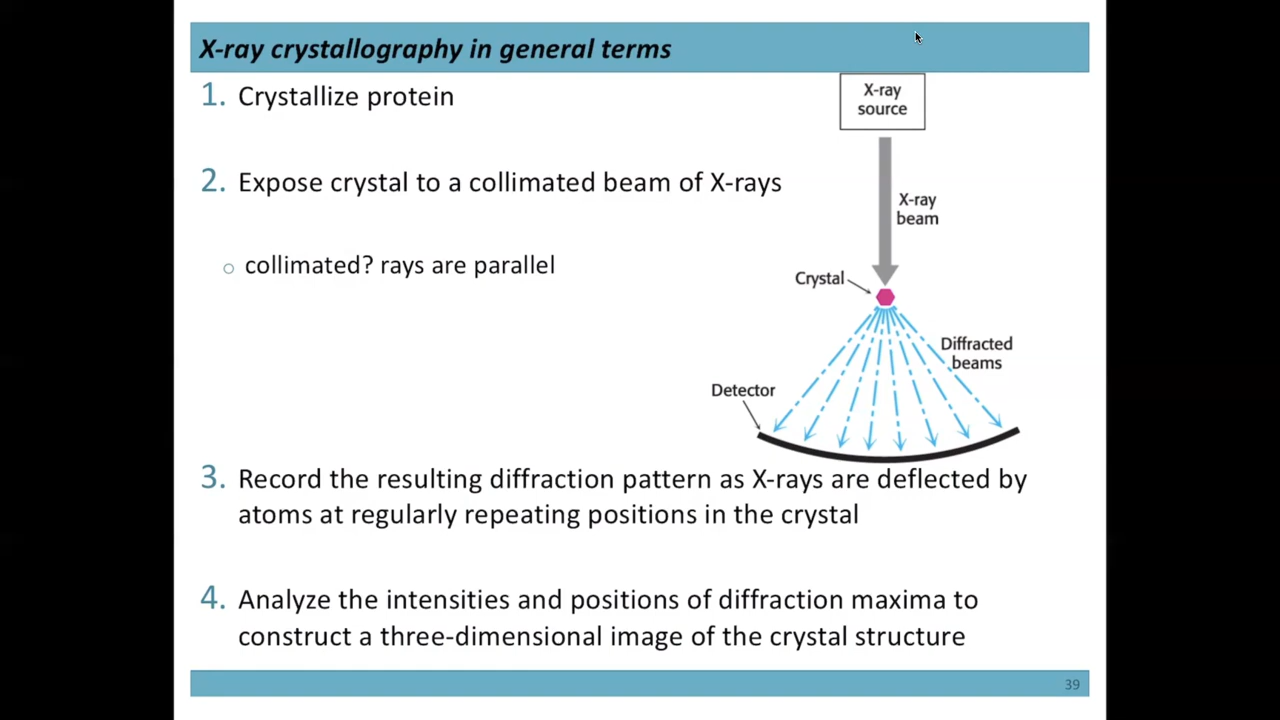 X-ray crystallography in general terms
1. Crystallize protein
X-ray
source
2. Expose crystal to a collimated beam of X-rays
X-ray
beam
○ collimated? rays are parallel
Crystal
Diffracted
beams
Detector
3. Record the resulting diffraction pattern as X-rays are deflected by
atoms at regularly repeating positions in the crystal
4. Analyze the intensities and positions of diffraction maxima to
construct a three-dimensional image of the crystal structure
39